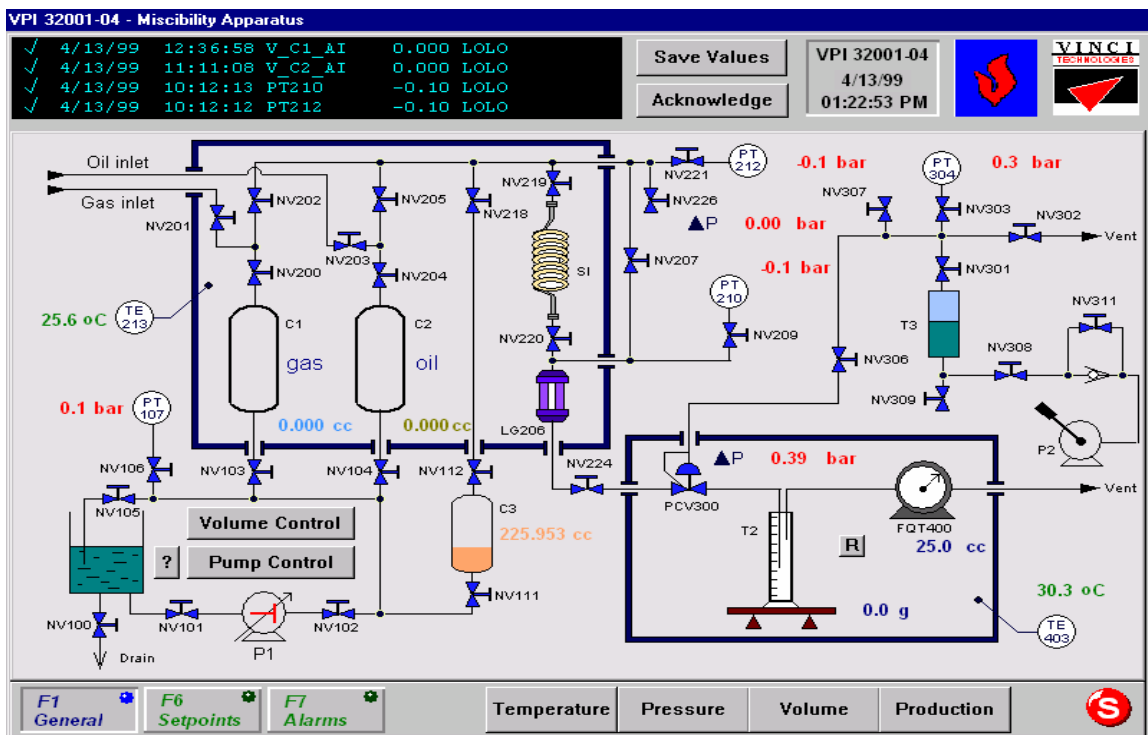 VPI 32001-04 - Miscibility Apparatus
√ 4/13/99 12:36:58 V_C1_AI 0.000 LOLO
√ 4/13/99 11:11:08 V_C2_AI 0.000 LOLO
√ 4/13/99 10:12:13 PT210 -0.10 LOLO
√ 4/13/99 10:12:12 PT212 -0.10 LOLO
Save Values
Acknowledge
VPI 32001-04
4/13/99
01:22:53 PM
VINCI
TECHNOLOGIES
Oil inlet
Gas inlet
NV201
NV202
NV205
NV218
NV219
NV203
NV200
NV204
SI
NV220
TE
213
25.6 oC
C1
gas
C2
oil
0.000 cc
0.000 cc
LG206
NV221
PT
212
-0.1 bar
NV226
▲P 0.00 bar
NV207
-0.1 bar
PT
210
NV209
PT
304
0.3 bar
NV307
NV303
NV302
Vent
NV301
T3
NV306
NV311
NV308
NV309
P2
0.1 bar
PT
107
NV106
NV103
NV104
NV112
NV105
Volume Control
?
Pump Control
C3
225.953 cc
NV111
NV100
NV101
P1
NV102
Drain
NV224
▲P 0.39 bar
PCV300
T2
R
FQT400
25.0 cc
Vent
0.0 g
30.3 oC
TE
403
F1
General
F6
Setpoints
F7
Alarms
Temperature
Pressure
Volume
Production
S